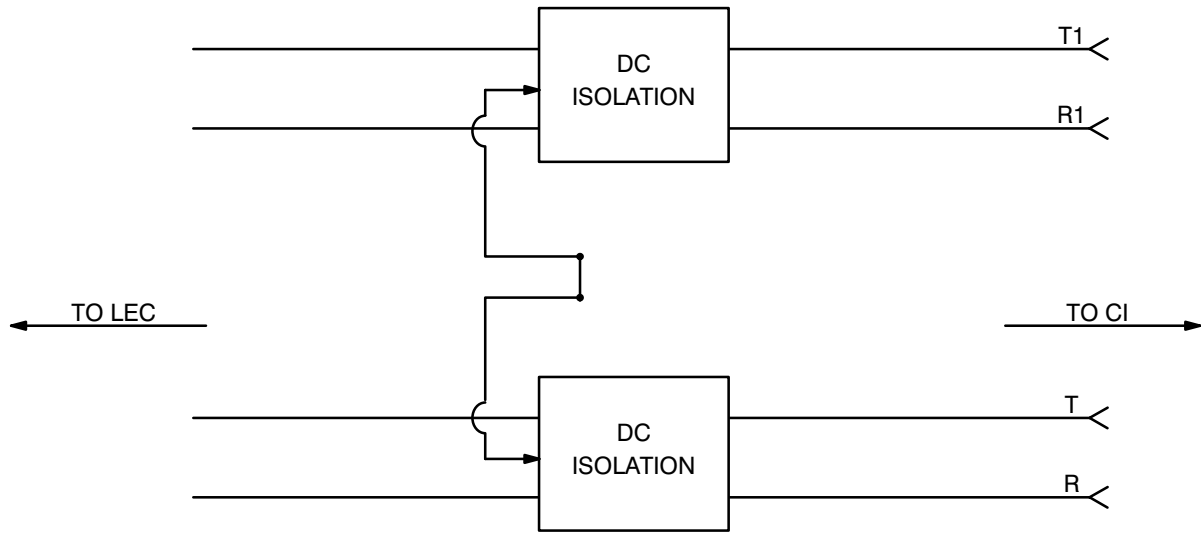 T1
DC
ISOLATION
R1
TO LEC
TO CI
T
DC
ISOLATION
R